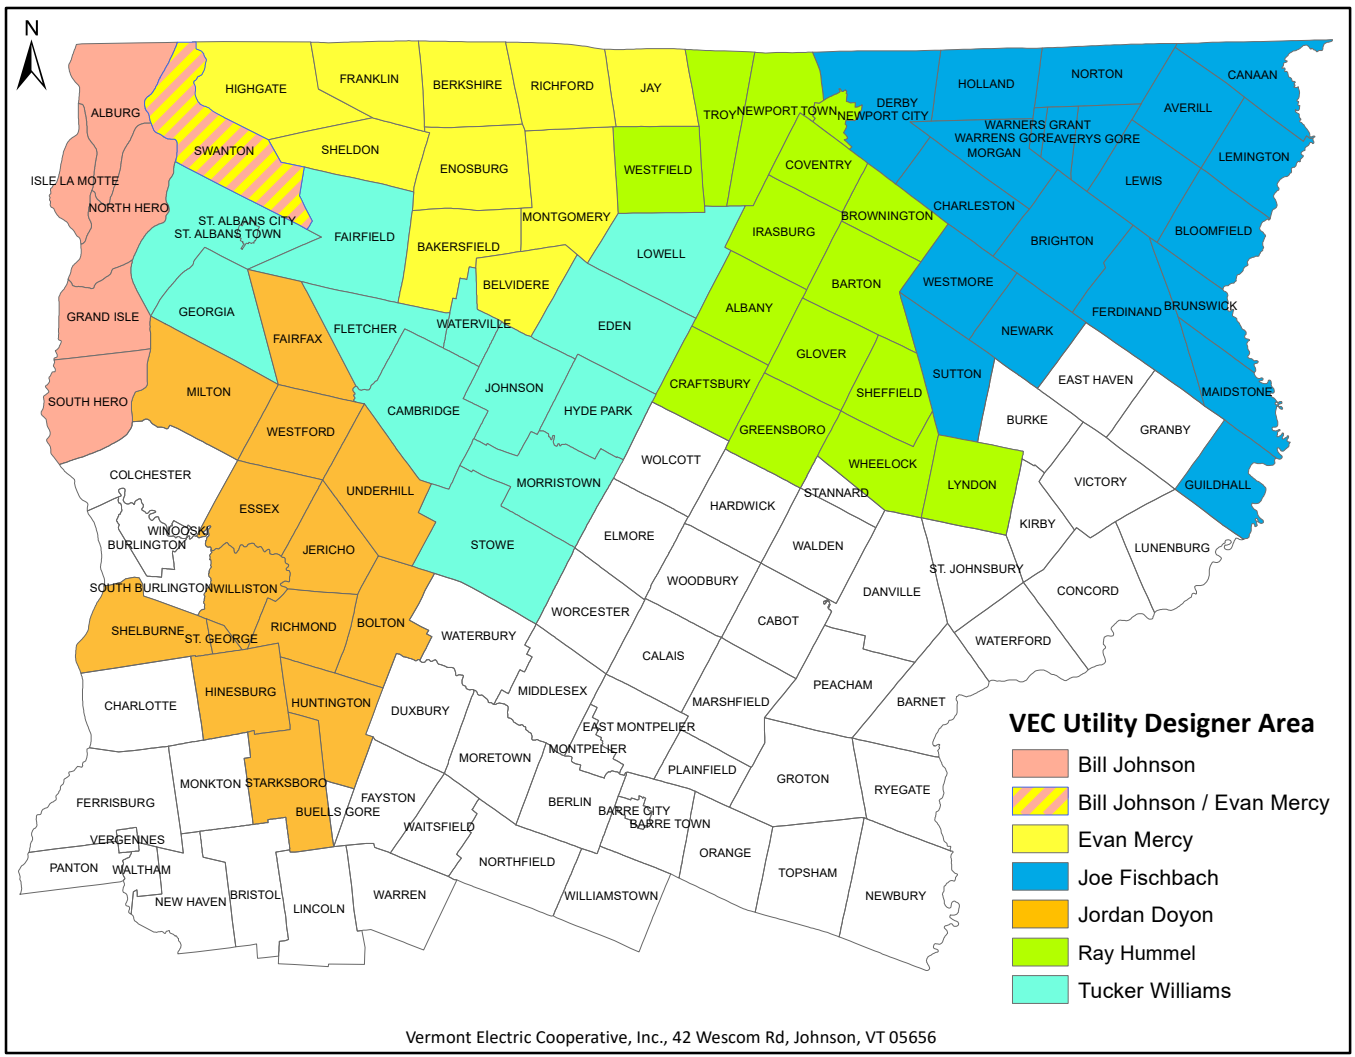 N
HIGHGATE
FRANKLIN
BERKSHIRE
RICHFORD
JAY
TROY
NEWPORT TOWN
NEWPORT CITY
DERBY
HOLLAND
NORTON
CANAAN
AVERILL
ALBURG
SWANTON
SHELDON
ENOSBURG
WESTFIELD
COVENTRY
WARNERS GRANT
WARRENS GORE
AVERYS GORE
MORGAN
LEMINGTON
LEWIS
ISLE LA MOTTE
NORTH HERO
ST. ALBANS CITY
ST. ALBANS TOWN
FAIRFIELD
BAKERSFIELD
MONTGOMERY
LOWELL
IRASBURG
BROWNINGTON
CHARLESTON
BRIGHTON
BLOOMFIELD
GRAND ISLE
GEORGIA
FAIRFAX
FLETCHER
WATERVILLE
BELVIDERE
EDEN
ALBANY
BARTON
WESTMORE
NEWARK
FERDINAND
BRUNSWICK
SOUTH HERO
MILTON
WESTFORD
CAMBRIDGE
JOHNSON
HYDE PARK
CRAFTSBURY
GLOVER
SHEFFIELD
SUTTON
EAST HAVEN
MAIDSTONE
COLCHESTER
ESSEX
UNDERHILL
MORRISTOWN
WOLCOTT
GREENSBORO
WHEELOCK
LYNDON
BURKE
GRANBY
VICTORY
GUILDHALL
WINOOSKI
BURLINGTON
JERICHO
STOWE
ELMORE
HARDWICK
STANNARD
WALDEN
KIRBY
LUNENBURG
SOUTH BURLINGTON
WILLISTON
SHELBURNE
ST. GEORGE
RICHMOND
BOLTON
WATERBURY
WORCESTER
WOODBURY
CABOT
DANVILLE
ST. JOHNSBURY
CONCORD
WATERFORD
CHARLOTTE
HINESBURG
HUNTINGTON
DUXBURY
MIDDLESEX
CALAIS
MARSHFIELD
PEACHAM
BARNET
EAST MONTPELIER
MONTPELIER
MORETOWN
PLAINFIELD
GROTON
RYEGATE
FERRISBURG
MONKTON
STARKSBORO
BUELLS GORE
FAYSTON
WAITSFIELD
BERLIN
BARRE CITY
BARRE TOWN
VERGENNES
PANTON
WALTHAM
NEW HAVEN
BRISTOL
LINCOLN
WARREN
NORTHFIELD
WILLIAMSTOWN
ORANGE
TOPSHAM
NEWBURY
VEC Utility Designer Area
Bill Johnson
Bill Johnson / Evan Mercy
Evan Mercy
Joe Fischbach
Jordan Doyon
Ray Hummel
Tucker Williams
Vermont Electric Cooperative, Inc., 42 Wescom Rd, Johnson, VT 05656